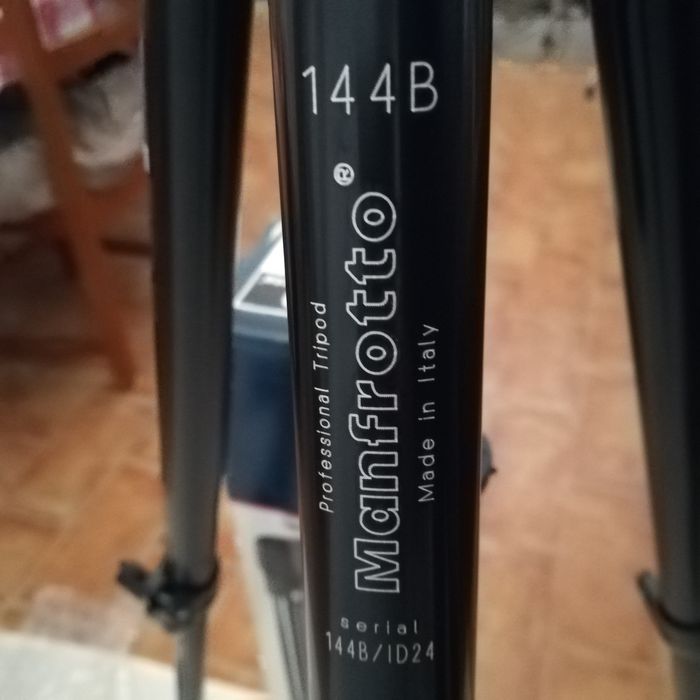 144B
Professional Tripod
Manfrotto®
Made in Italy
serial
144B/ID24